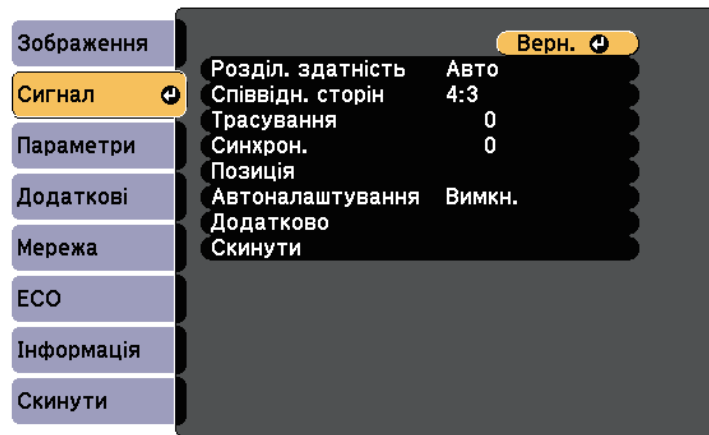 Зображення
Сигнал
Параметри
Додаткові
Мережа
ECO
Інформація
Скинути
Верн.
Розділ. здатність Авто
Співвідн. сторін 4:3
Трасування 0
Синхрон. 0
Позиція
Автоналаштування Вимкн.
Додатково
Скинути